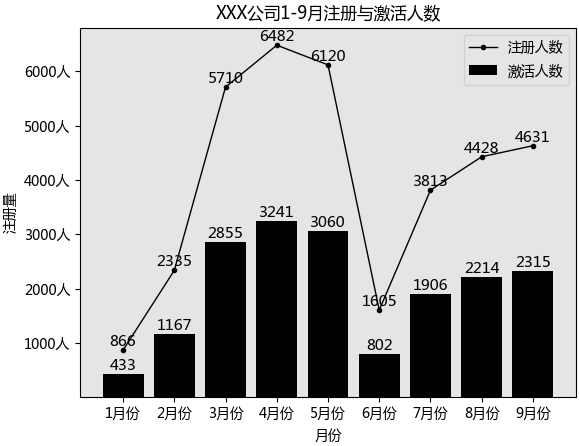 XXX公司1-9月注册与激活人数
注册人数
激活人数
注册量
6000人
5000人
4000人
3000人
2000人
1000人
866
2335
5710
6482
6120
1605
3813
4428
4631
433
1167
2855
3241
3060
802
1906
2214
2315
1月份 2月份 3月份 4月份 5月份 6月份 7月份 8月份 9月份
月份